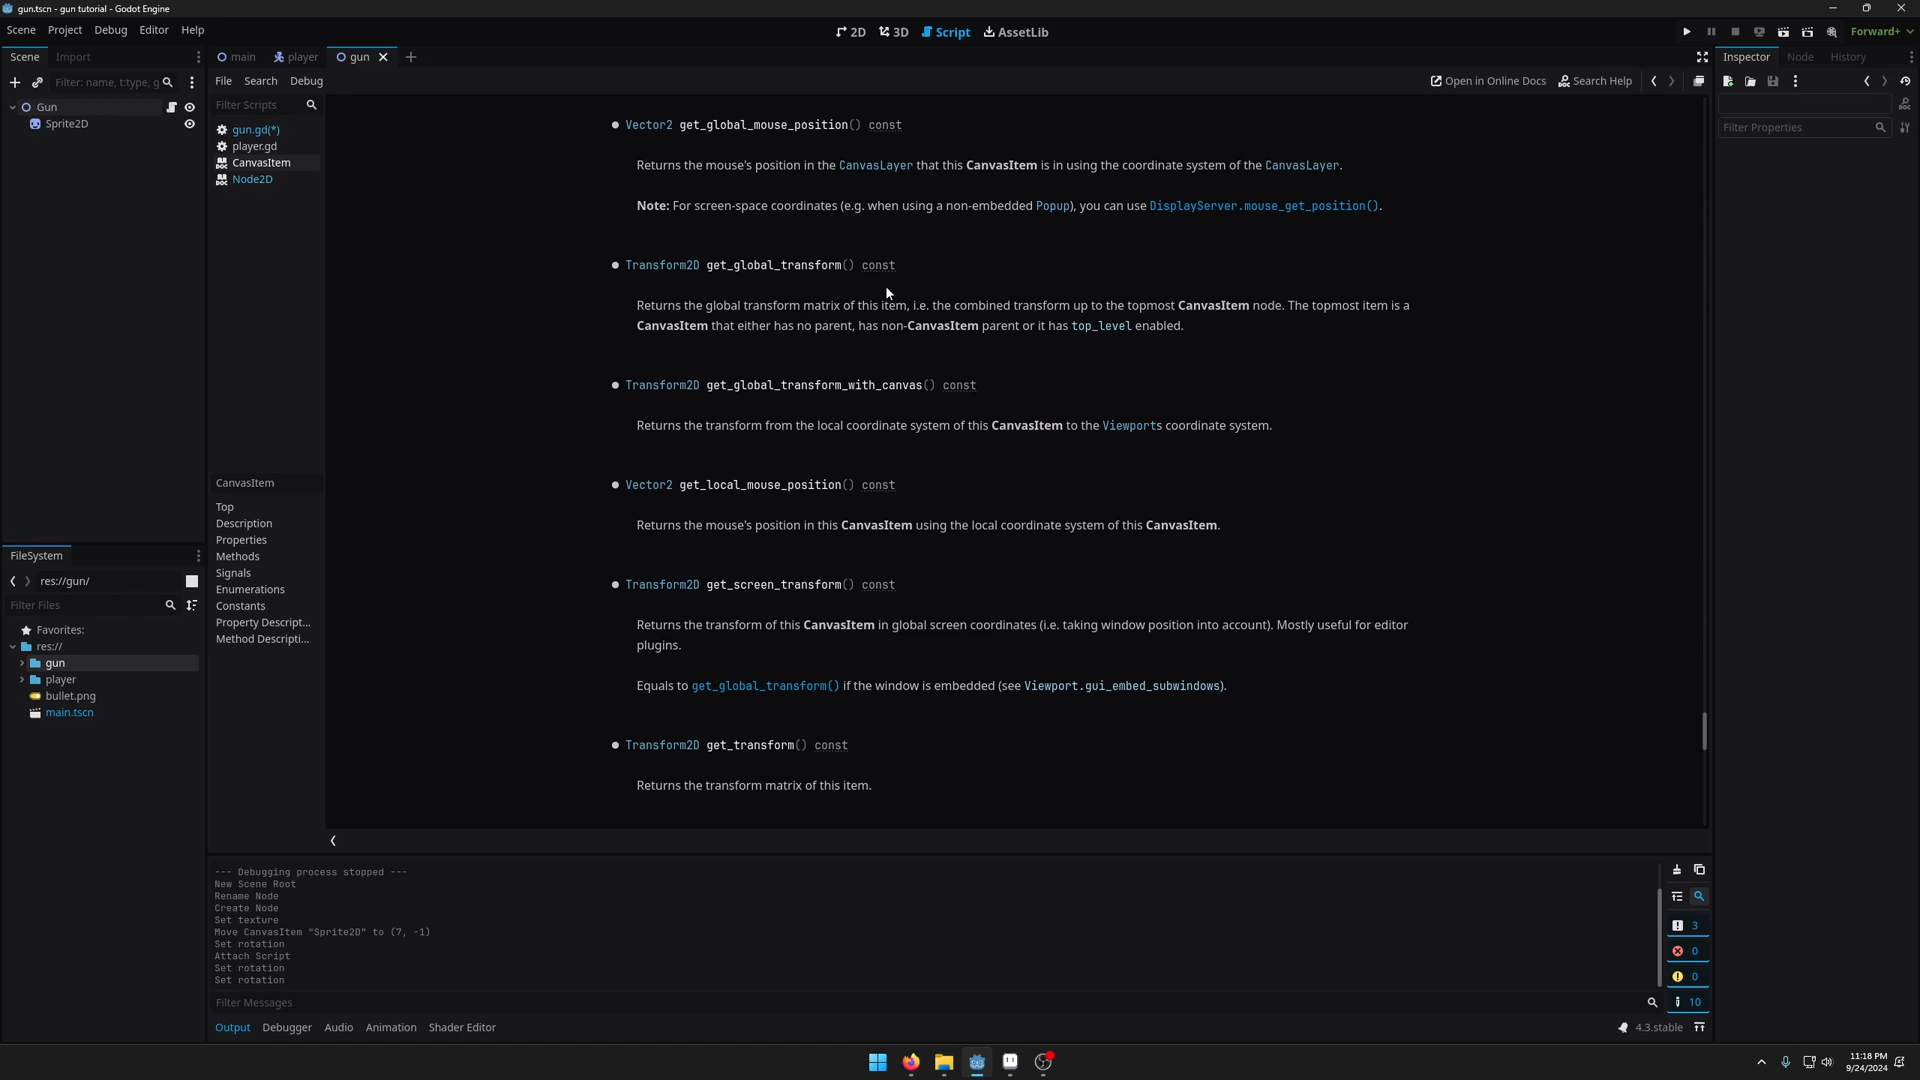 gun.tscn - gun tutorial - Godot Engine
Scene Project Debug Editor Help
2D 3D Script AssetLib
Forward+
Scene Import
main player gun
Inspector Node History
Filter: name, t:type, g
File Search Debug
Open in Online Docs Search Help
Gun
Sprite2D
Filter Scripts
gun.gd(*)
player.gd
CanvasItem
Node2D
Filter Properties
Vector2 get_global_mouse_position() const
Returns the mouse's position in the CanvasLayer that this CanvasItem is in using the coordinate system of the CanvasLayer.
Note: For screen-space coordinates (e.g. when using a non-embedded Popup), you can use DisplayServer.mouse_get_position().
Transform2D get_global_transform() const
Returns the global transform matrix of this item, i.e. the combined transform up to the topmost CanvasItem node. The topmost item is a
CanvasItem that either has no parent, has non-CanvasItem parent or it has top_level enabled.
Transform2D get_global_transform_with_canvas() const
Returns the transform from the local coordinate system of this CanvasItem to the Viewports coordinate system.
Vector2 get_local_mouse_position() const
Returns the mouse's position in this CanvasItem using the local coordinate system of this CanvasItem.
Transform2D get_screen_transform() const
Returns the transform of this CanvasItem in global screen coordinates (i.e. taking window position into account). Mostly useful for editor
plugins.
Equals to get_global_transform() if the window is embedded (see Viewport.gui_embed_subwindows).
Transform2D get_transform() const
Returns the transform matrix of this item.
CanvasItem
Top
Description
Properties
Methods
Signals
Enumerations
Constants
Property Descript...
Method Descripti...
FileSystem
res://gun/
Filter Files
Favorites:
res://
gun
player
bullet.png
main.tscn
--- Debugging process stopped ---
New Scene Root
Rename Node
Create Node
Set texture
Move CanvasItem "Sprite2D" to (7, -1)
Set rotation
Attach Script
Set rotation
Set rotation
3
0
0
10
Filter Messages
Output Debugger Audio Animation Shader Editor
4.3.stable
11:18 PM
9/24/2024